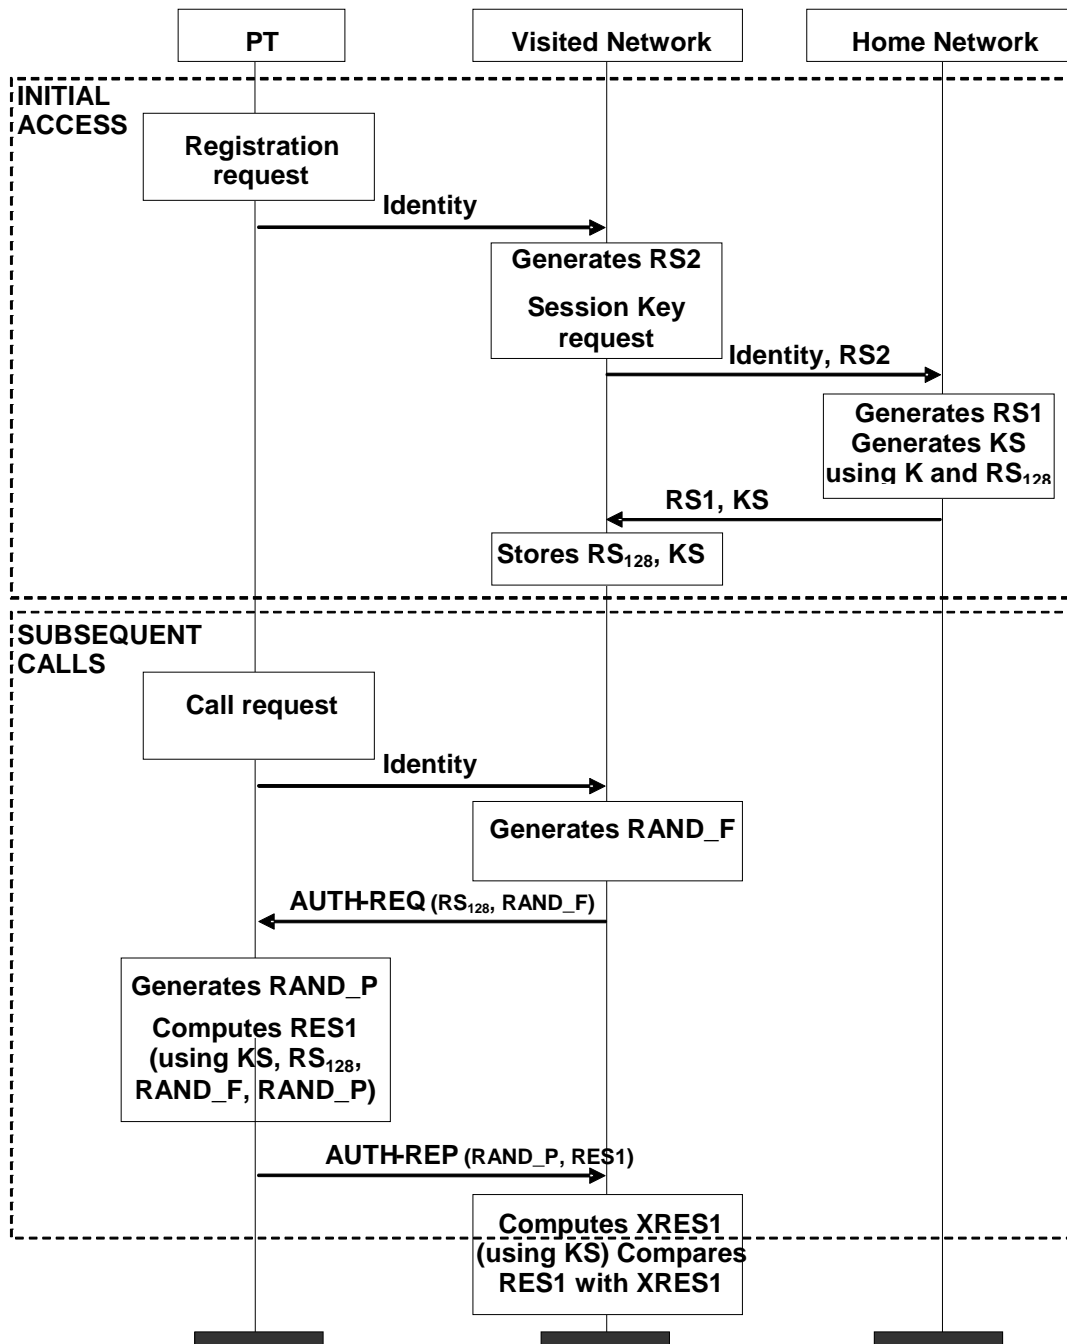 PT
Visited Network
Home Network
INITIAL
ACCESS
Registration
request
Identity
Generates RS2
Session Key
request
Identity, RS2
Generates RS1
Generates KS
using K and RS₁₂₈
RS1, KS
Stores RS₁₂₈, KS
SUBSEQUENT
CALLS
Call request
Identity
Generates RAND_F
AUTH-REQ (RS₁₂₈, RAND_F)
Generates RAND_P
Computes RES1
(using KS, RS₁₂₈,
RAND_F, RAND_P)
AUTH-REP (RAND_P, RES1)
Computes XRES1
(using KS) Compares
RES1 with XRES1